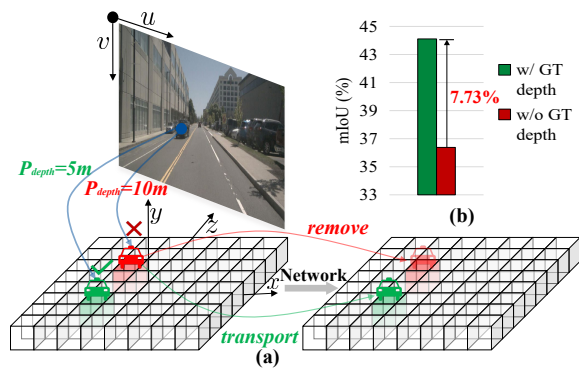 u
v
P_depth=5m
P_depth=10m
y
z
x
remove
Network
transport
(a)
45
43
41
39
37
35
33
mIoU (%)
7.73%
w/ GT
depth
w/o GT
depth
(b)